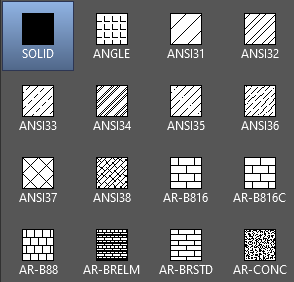 SOLID ANGLE ANSI31 ANSI32
ANSI33 ANSI34 ANSI35 ANSI36
ANSI37 ANSI38 AR-B816 AR-B816C
AR-B88 AR-BRELM AR-BRSTD AR-CONC